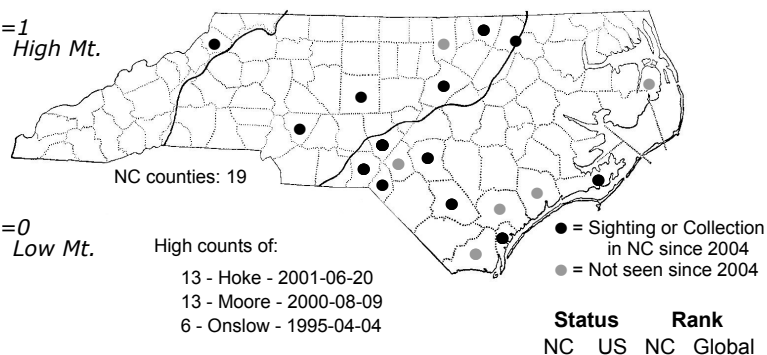 =1
High Mt.
NC counties: 19
=0
Low Mt.
High counts of:
13 - Hoke - 2001-06-20
13 - Moore - 2000-08-09
6 - Onslow - 1995-04-04
● = Sighting or Collection
in NC since 2004
● = Not seen since 2004
Status Rank
NC US NC Global